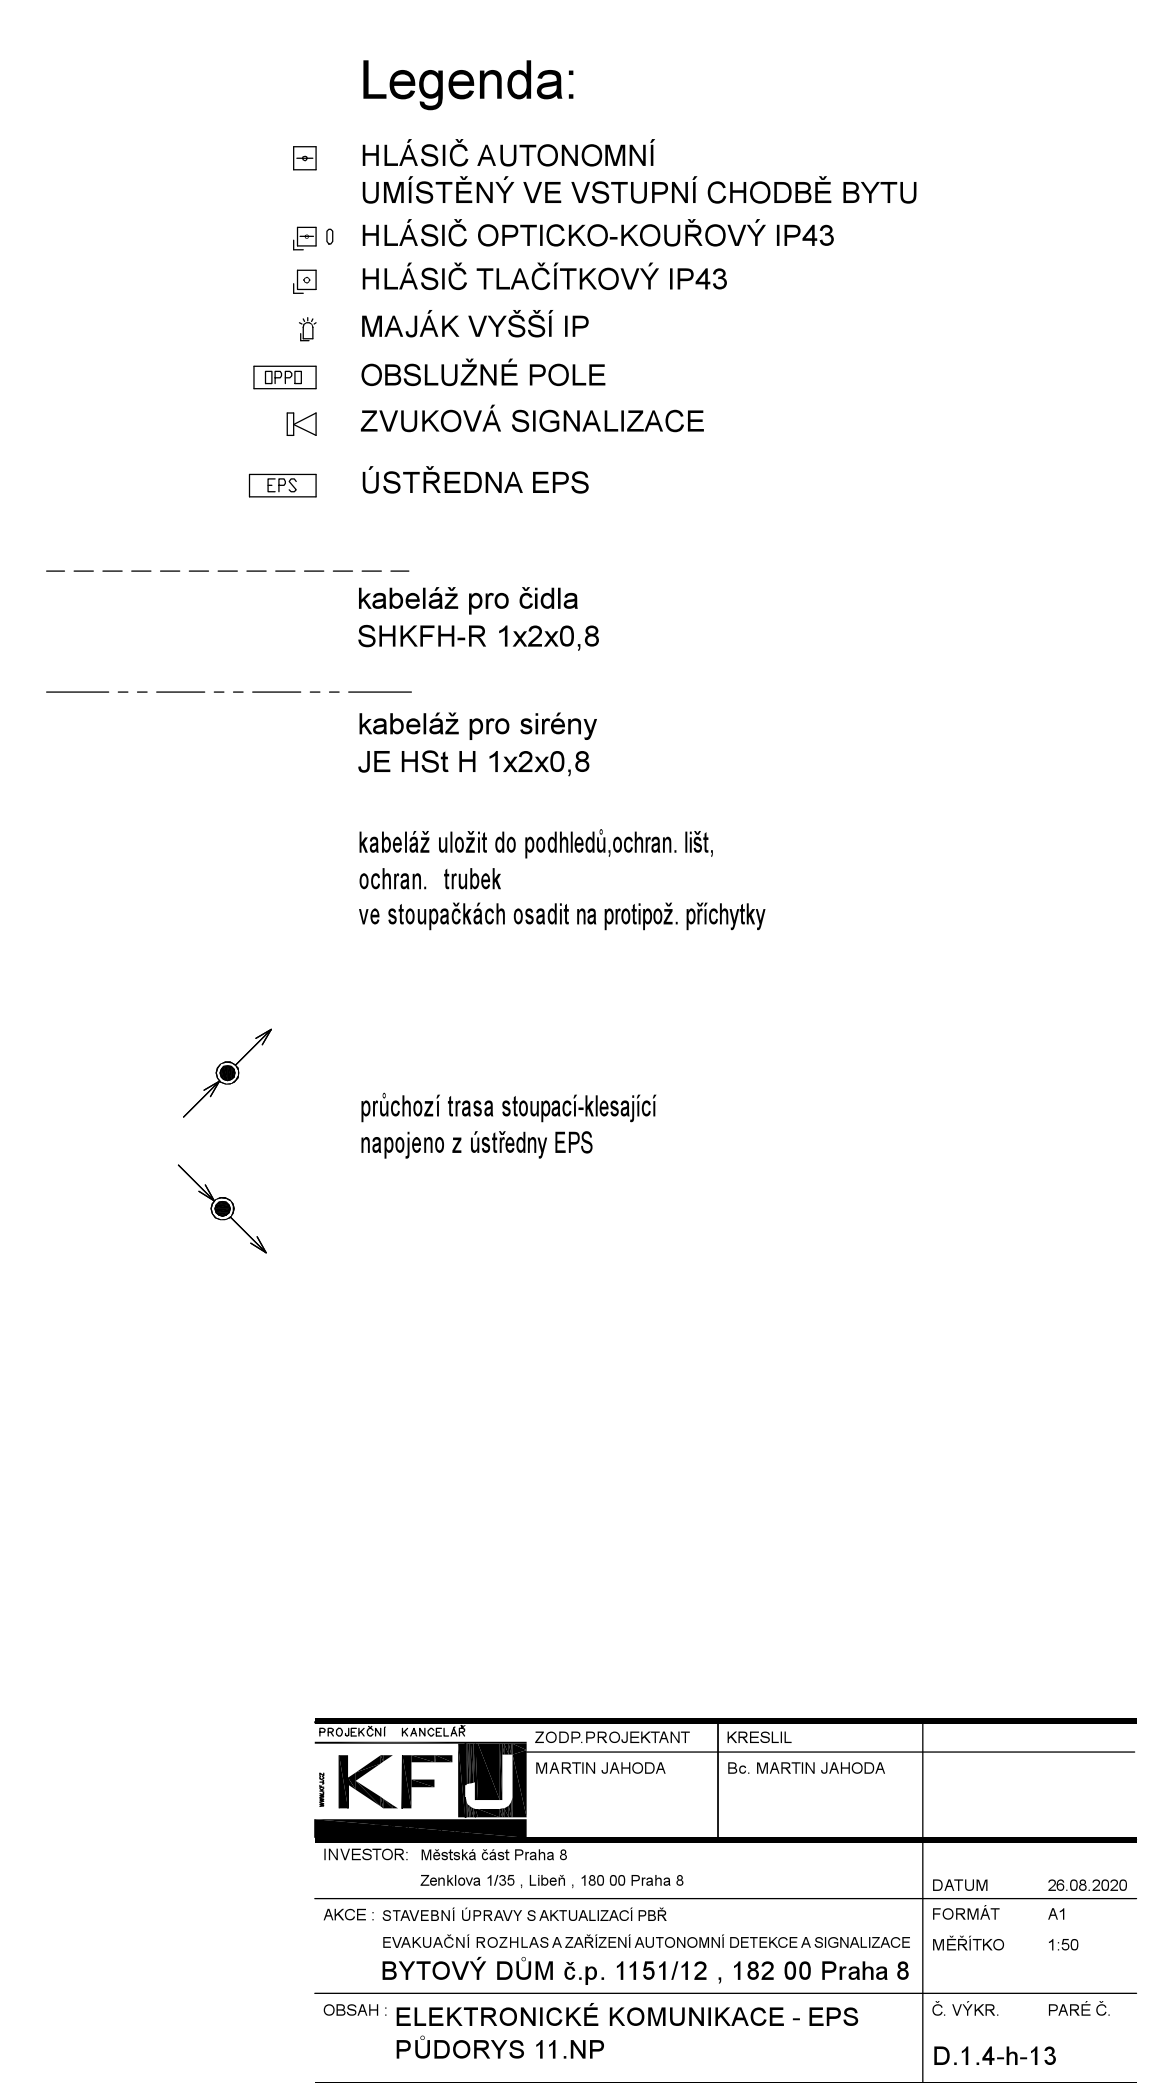 Legenda:
HLÁSIČ AUTONOMNÍ
UMÍSTĚNÝ VE VSTUPNÍ CHODBĚ BYTU
HLÁSIČ OPTICKO-KOUŘOVÝ IP43
HLÁSIČ TLAČÍTKOVÝ IP43
MAJÁK VYŠŠÍ IP
OPPO OBSLUŽNÉ POLE
ZVUKOVÁ SIGNALIZACE
EPS ÚSTŘEDNA EPS
kabeláž pro čidla
SHKFH-R 1x2x0,8
kabeláž pro sirény
JE HSt H 1x2x0,8
kabeláž uložit do podhledů,ochran. lišt,
ochran. trubek
ve stoupačkách osadit na protipož. příchytky
průchozí trasa stoupací-klesající
napojeno z ústředny EPS
PROJEKČNÍ KANCELÁŘ
WWW.KFJ.CZ
KFJ
ZODP.PROJEKTANT
MARTIN JAHODA
KRESLIL
Bc. MARTIN JAHODA
INVESTOR: Městská část Praha 8
Zenklova 1/35 , Libeň , 180 00 Praha 8
DATUM 26.08.2020
AKCE : STAVEBNÍ ÚPRAVY S AKTUALIZACÍ PBŘ
EVAKUAČNÍ ROZHLAS A ZAŘÍZENÍ AUTONOMNÍ DETEKCE A SIGNALIZACE
BYTOVÝ DŮM č.p. 1151/12 , 182 00 Praha 8
FORMÁT A1
MĚŘÍTKO 1:50
OBSAH : ELEKTRONICKÉ KOMUNIKACE - EPS
PŮDORYS 11.NP
Č. VÝKR. PARÉ Č.
D.1.4-h-13